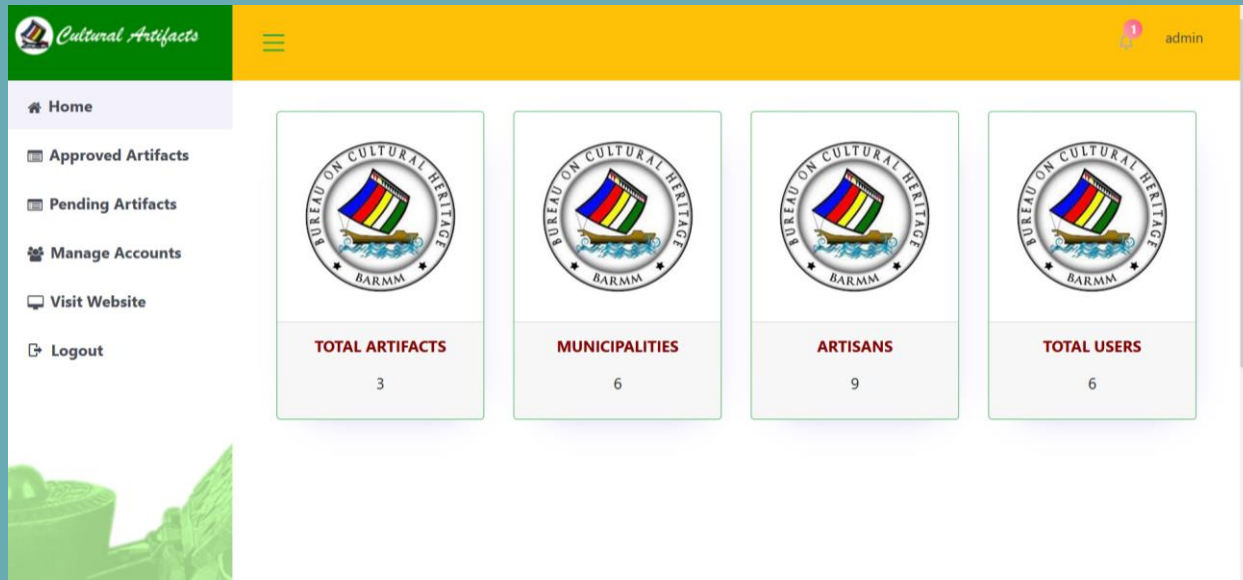 Cultural Artifacts
1
admin
Home
Approved Artifacts
Pending Artifacts
Manage Accounts
Visit Website
Logout
BUREAU ON CULTURAL HERITAGE
BARMM
TOTAL ARTIFACTS
3
BUREAU ON CULTURAL HERITAGE
BARMM
MUNICIPALITIES
6
BUREAU ON CULTURAL HERITAGE
BARMM
ARTISANS
9
BUREAU ON CULTURAL HERITAGE
BARMM
TOTAL USERS
6